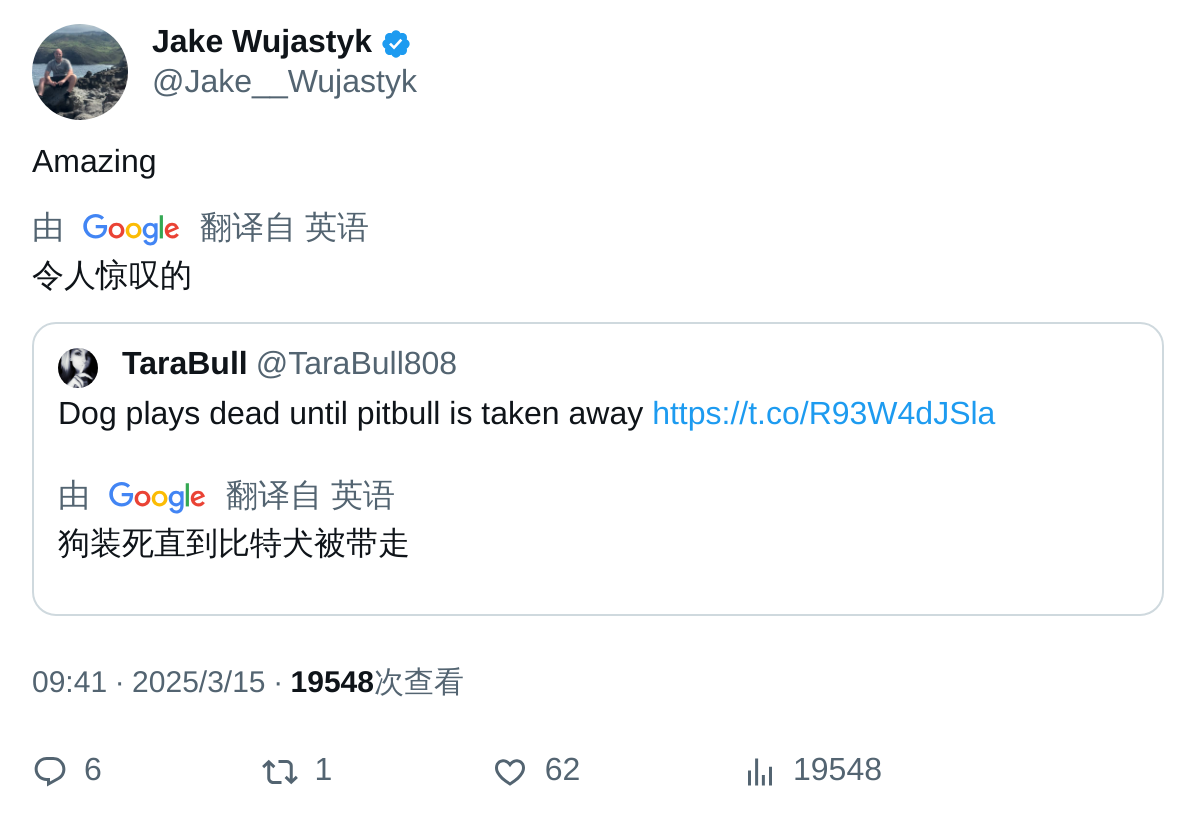 Jake Wujastyk
@Jake__Wujastyk
Amazing
由 Google 翻译自 英语
令人惊叹的
TaraBull @TaraBull808
Dog plays dead until pitbull is taken away https://t.co/R93W4dJSla
由 Google 翻译自 英语
狗装死直到比特犬被带走
09:41 · 2025/3/15 · 19548次查看
6 1 62 19548